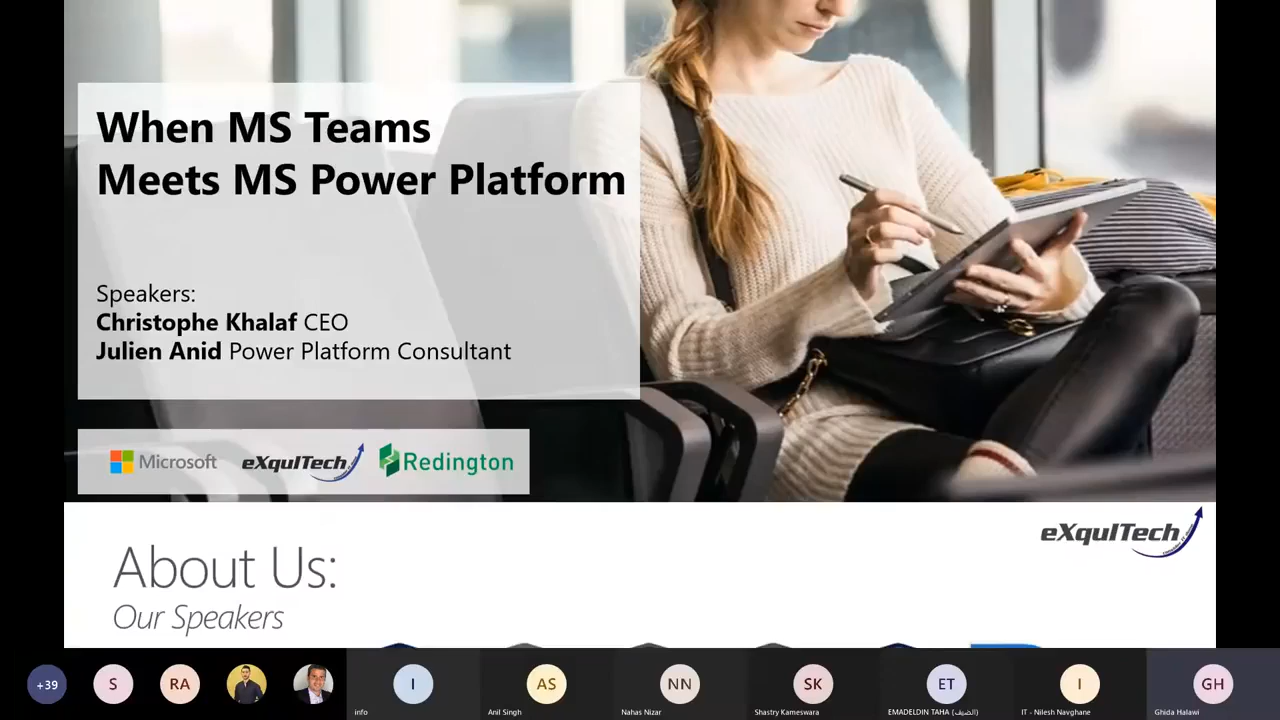 When MS Teams
Meets MS Power Platform
Speakers:
Christophe Khalaf CEO
Julien Anid Power Platform Consultant
Microsoft
eXquITech
Redington
eXquITech
About Us:
Our Speakers
+39
S
RA
I
AS
NN
SK
ET
I
GH
info
Anil Singh
Nahas Nizar
Shastry Kameswara
EMADELDIN TAHA (الضيف)
IT - Nilesh Navghane
Ghida Halawi